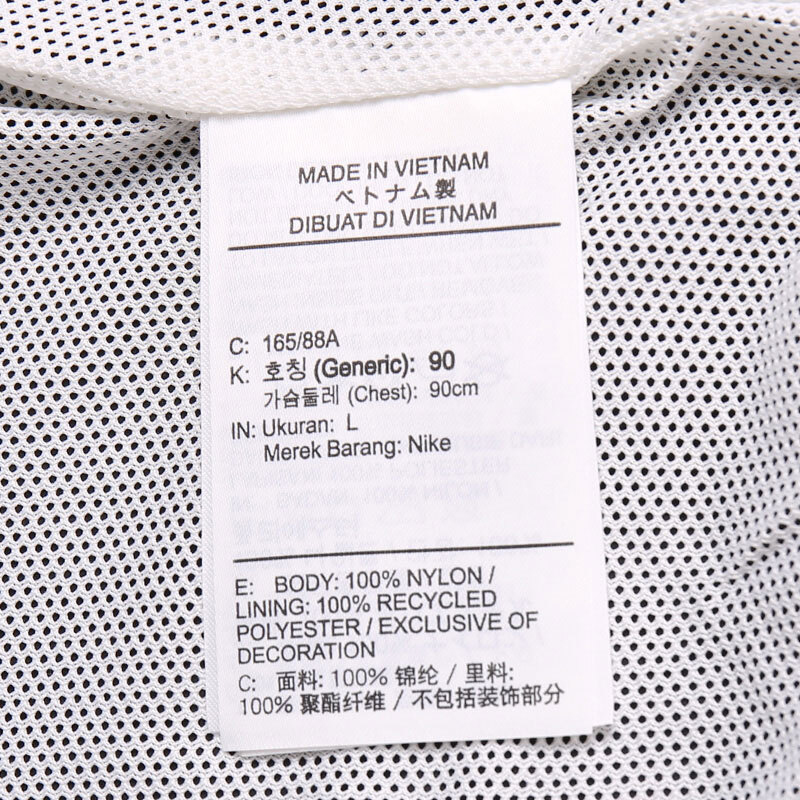 MADE IN VIETNAM
ベトナム製
DIBUAT DI VIETNAM
C: 165/88A
K: 호칭 (Generic): 90
가슴둘레 (Chest): 90cm
IN: Ukuran: L
Merek Barang: Nike
E: BODY: 100% NYLON /
LINING: 100% RECYCLED
POLYESTER / EXCLUSIVE OF
DECORATION
C: 面料: 100% 锦纶 / 里料:
100% 聚酯纤维 / 不包括装饰部分